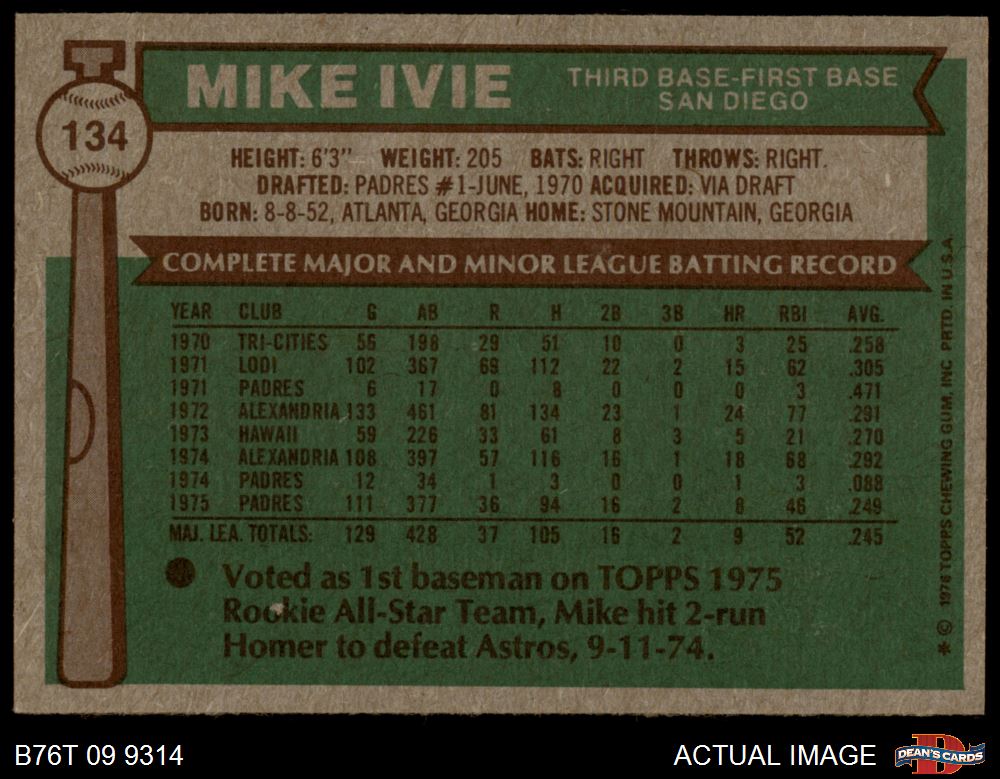 134
MIKE IVIE
THIRD BASE-FIRST BASE
SAN DIEGO
HEIGHT: 6'3" WEIGHT: 205 BATS: RIGHT THROWS: RIGHT.
DRAFTED: PADRES #1-JUNE, 1970 ACQUIRED: VIA DRAFT
BORN: 8-8-52, ATLANTA, GEORGIA HOME: STONE MOUNTAIN, GEORGIA
COMPLETE MAJOR AND MINOR LEAGUE BATTING RECORD
YEAR CLUB G AB R H 2B 3B HR RBI AVG.
1970 TRI-CITIES 56 198 29 51 10 0 3 25 .258
1971 LODI 102 367 69 112 22 2 15 62 .305
1971 PADRES 6 17 0 8 0 0 0 3 .471
1972 ALEXANDRIA 133 461 81 134 23 1 24 77 .291
1973 HAWAII 59 226 33 61 8 3 5 21 .270
1974 ALEXANDRIA 108 397 57 116 16 1 18 68 .292
1974 PADRES 12 34 1 3 0 0 1 3 .088
1975 PADRES 111 377 36 94 16 2 8 46 .249
MAJ. LEA. TOTALS: 129 428 37 105 16 2 9 52 .245
Voted as 1st baseman on TOPPS 1975
Rookie All-Star Team, Mike hit 2-run
Homer to defeat Astros, 9-11-74.
* © 1976 TOPPS CHEWING GUM, INC. PRTD. IN U.S.A.
B76T 09 9314
ACTUAL IMAGE
DEAN'S CARDS